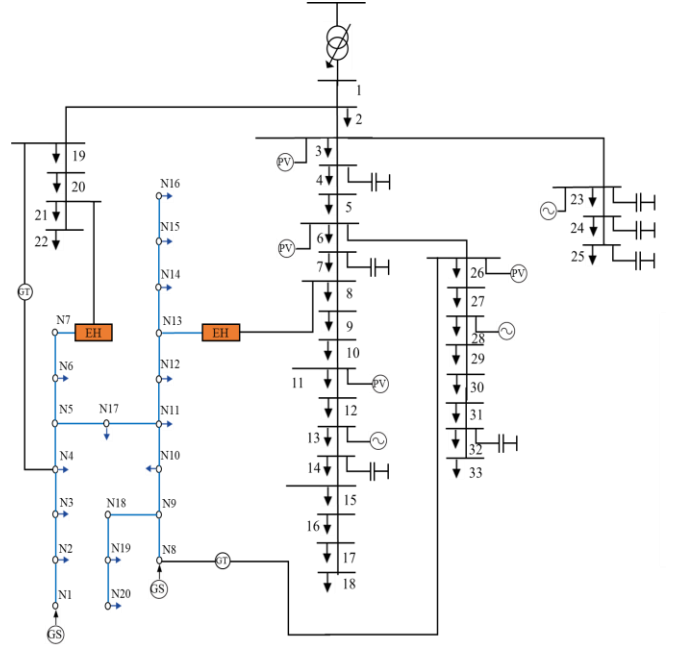 1
2
3
PV
4
5
6
PV
7
8
9
10
11
PV
12
13
14
15
16
17
18
19
20
21
22
23
24
25
26
PV
27
28
29
30
31
32
33
GT
N16
N15
N14
N13
EH
N7
EH
N6
N12
N5
N17
N11
N4
N10
N3
N18
N9
N2
N19
N8
GT
N1
N20
GS
GS